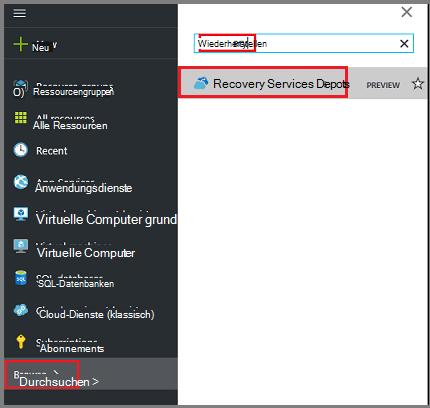 Neu
Wiederherstellen
Ressourcengruppen
Recovery Services Depots
PREVIEW
Alle Ressourcen
Recent
Anwendungsdienste
Virtuelle Computer grund
Virtuelle Computer
SQL
SQL-Datenbanken
Cloud-Dienste (klassisch)
Abonnements
Durchsuchen >